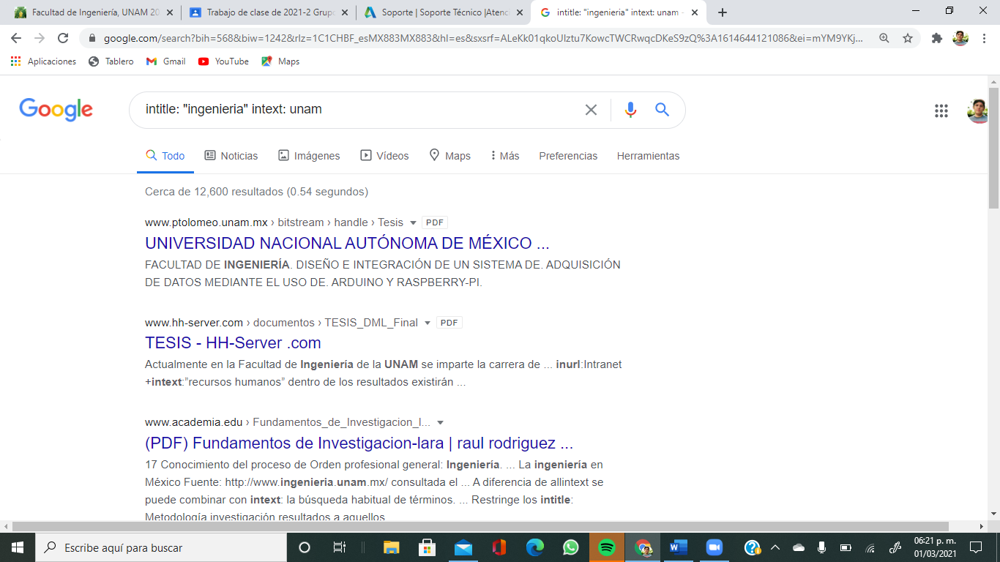 Facultad de Ingeniería, UNAM 20
Trabajo de clase de 2021-2 Grupo
Soporte | Soporte Técnico |Atenc
intitle: "ingenieria" intext: unam -
google.com/search?bih=568&biw=1242&rlz=1C1CHBF_esMX883MX883&hl=es&sxsrf=ALeKk01qkoUIztu7KowcTWCRwqcDKeS9zQ%3A1614644121086&ei=mYM9YKj...
Aplicaciones
Tablero
Gmail
YouTube
Maps
Google
intitle: "ingenieria" intext: unam
Todo
Noticias
Imágenes
Vídeos
Maps
Más
Preferencias
Herramientas
Cerca de 12,600 resultados (0.54 segundos)
www.ptolomeo.unam.mx › bitstream › handle › Tesis PDF
UNIVERSIDAD NACIONAL AUTÓNOMA DE MÉXICO ...
FACULTAD DE INGENIERÍA. DISEÑO E INTEGRACIÓN DE UN SISTEMA DE. ADQUISICIÓN
DE DATOS MEDIANTE EL USO DE. ARDUINO Y RASPBERRY-PI.
www.hh-server.com › documentos › TESIS_DML_Final PDF
TESIS - HH-Server .com
Actualmente en la Facultad de Ingeniería de la UNAM se imparte la carrera de ... inurl:Intranet
+intext:”recursos humanos” dentro de los resultados existirán ...
www.academia.edu › Fundamentos_de_Investigacion_l...
(PDF) Fundamentos de Investigacion-lara | raul rodriguez ...
17 Conocimiento del proceso de Orden profesional general: Ingeniería. ... La ingeniería en
México Fuente: http://www.ingenieria.unam.mx/ consultada el ... A diferencia de allintext se
puede combinar con intext: la búsqueda habitual de términos. ... Restringe los intitle:
Metodología investigación resultados a aquellos
Escribe aquí para buscar
06:21 p. m.
01/03/2021